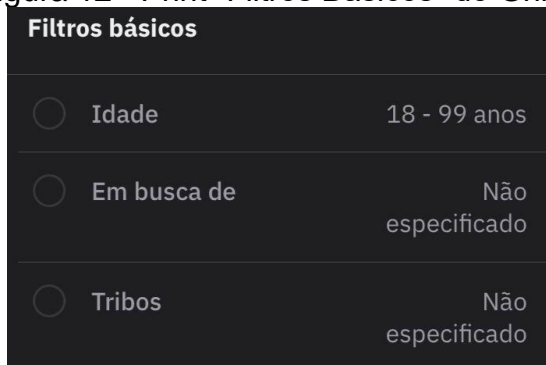 Filtros básicos
Idade 18 - 99 anos
Em busca de Não
especificado
Tribos Não
especificado